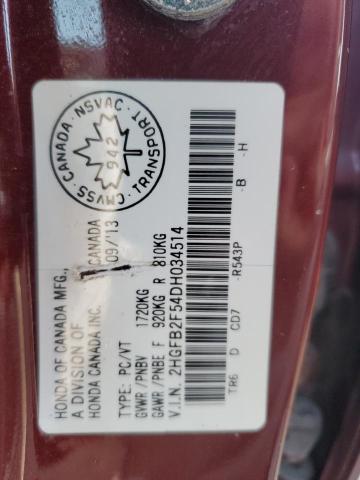 HONDA OF CANADA MFG.,
A DIVISION OF
HONDA CANADA INC. CANADA
09/13
TYPE: PC/VT
GVWR/PNBV 1720KG
GAWR/PNBE F 920KG R 810KG
V.I.N. 2HGFB2F54DH034514
TR6 D CD7 -R543P -B -H
CANADA NSVAC
942
CMVSS TRANSPORT